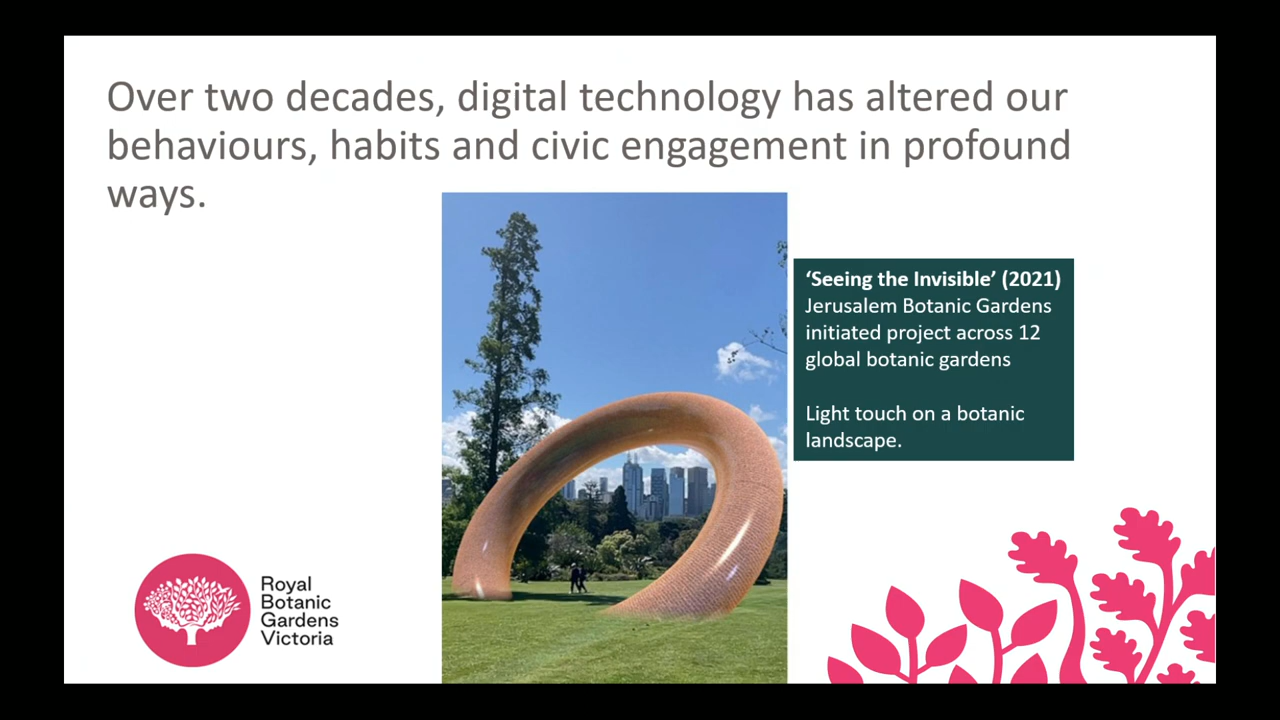 Over two decades, digital technology has altered our
behaviours, habits and civic engagement in profound
ways.
‘Seeing the Invisible’ (2021)
Jerusalem Botanic Gardens
initiated project across 12
global botanic gardens
Light touch on a botanic
landscape.
Royal
Botanic
Gardens
Victoria